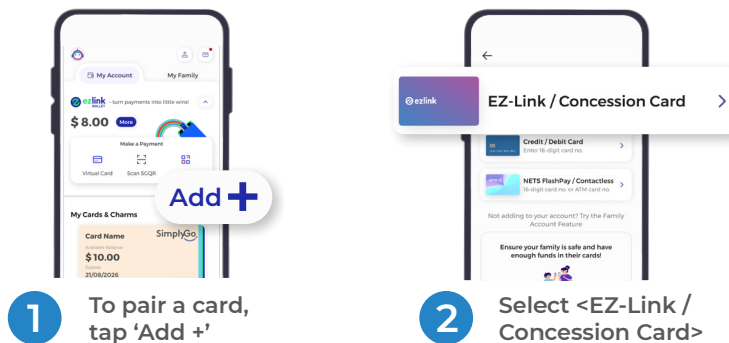 My Account
My Family
ezlink
WALLET
- turn payments into little wins!
$ 8.00
More
Make a Payment
Virtual Card
Scan SGQR
Add +
My Cards & Charms
Card Name
SimplyGo
Available Balance
$ 10.00
Expires
21/08/2026
1
To pair a card,
tap ‘Add +’
ezlink
EZ-Link / Concession Card
Credit / Debit Card
Enter 16-digit card no.
NETS FlashPay / Contactless
16-digit card no. or ATM card no.
Not adding to your account? Try the Family
Account Feature
Ensure your family is safe and have
enough funds in their cards!
2
Select <EZ-Link /
Concession Card>